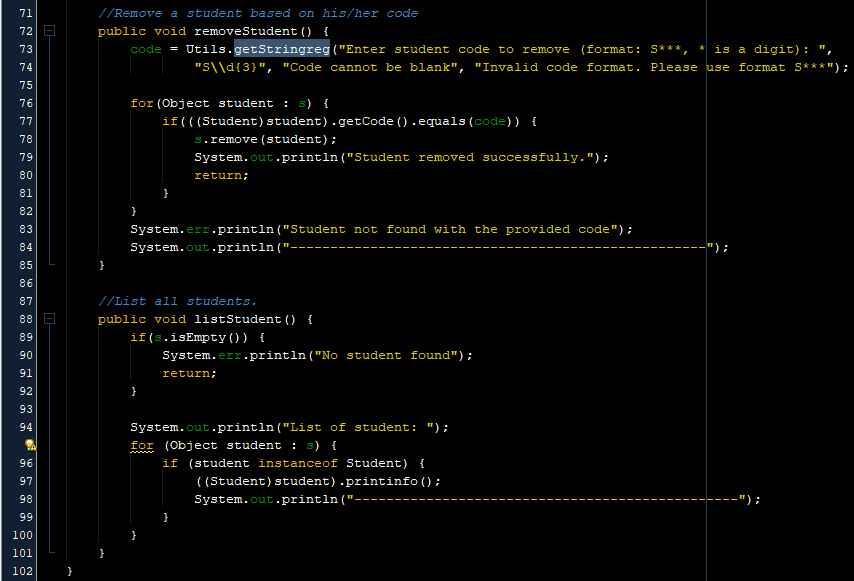 71 //Remove a student based on his/her code
72 public void removeStudent() {
73 code = Utils.getStringreg("Enter student code to remove (format: S***, * is a digit): ",
74 "S\\d{3}", "Code cannot be blank", "Invalid code format. Please use format S***");
75
76 for(Object student : s) {
77 if(((Student)student).getCode().equals(code)) {
78 s.remove(student);
79 System.out.println("Student removed successfully.");
80 return;
81 }
82 }
83 System.err.println("Student not found with the provided code");
84 System.out.println("----------------------------------------------------");
85 }
86
87 //List all students.
88 public void listStudent() {
89 if(s.isEmpty()) {
90 System.err.println("No student found");
91 return;
92 }
93
94 System.out.println("List of student: ");
for (Object student : s) {
96 if (student instanceof Student) {
97 ((Student)student).printinfo();
98 System.out.println("------------------------------------------------");
99 }
100 }
101 }
102 }